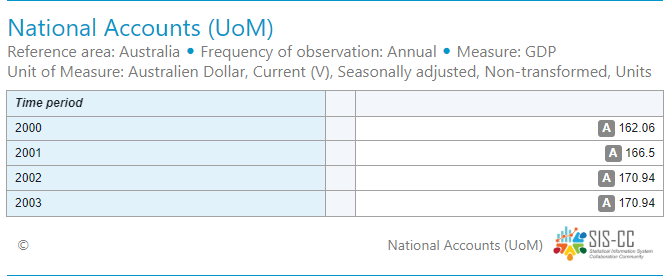 National Accounts (UoM)
Reference area: Australia • Frequency of observation: Annual • Measure: GDP
Unit of Measure: Australien Dollar, Current (V), Seasonally adjusted, Non-transformed, Units
Time period
2000 A 162.06
2001 A 166.5
2002 A 170.94
2003 A 170.94
© National Accounts (UoM) SIS-CC
Statistical Information System
Collaboration Community